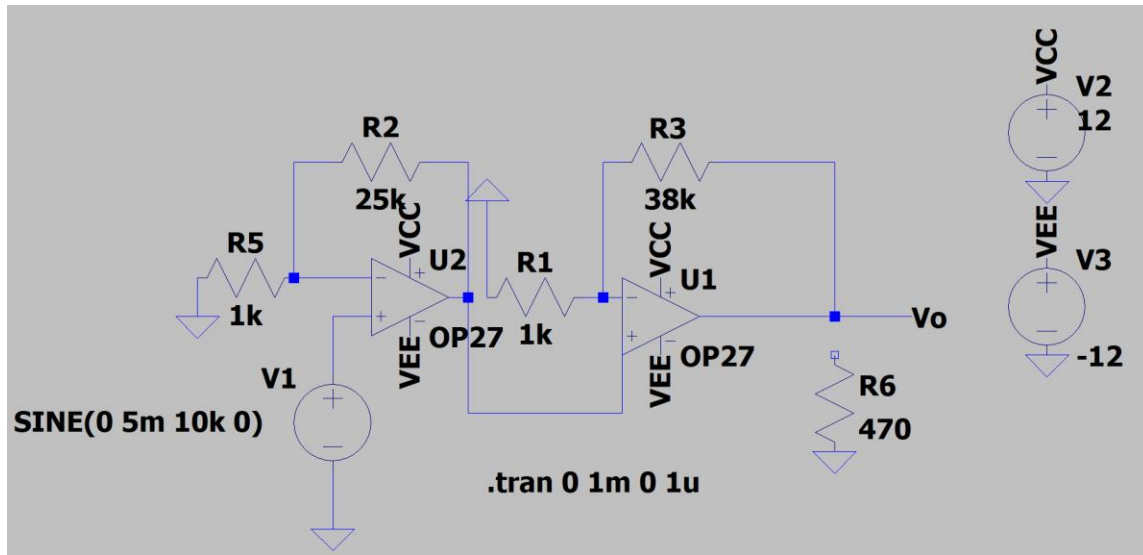 VCC
V2
12
R2
25k
R3
38k
VEE
V3
-12
R5
1k
VCC
U2
OP27
VEE
R1
1k
VCC
U1
OP27
VEE
Vo
V1
SINE(0 5m 10k 0)
R6
470
.tran 0 1m 0 1u